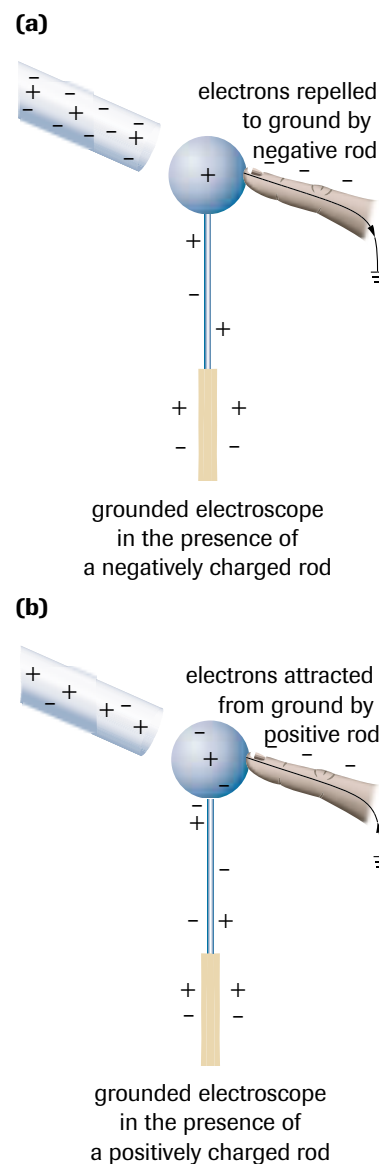 (a)
electrons repelled
to ground by
negative rod
grounded electroscope
in the presence of
a negatively charged rod
(b)
electrons attracted
from ground by
positive rod
grounded electroscope
in the presence of
a positively charged rod